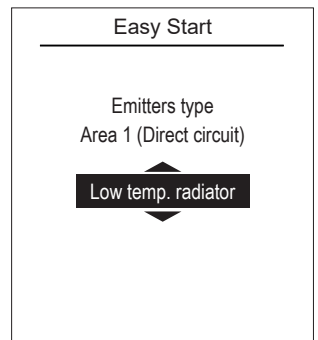 Easy Start
Emitters type
Area 1 (Direct circuit)
Low temp. radiator